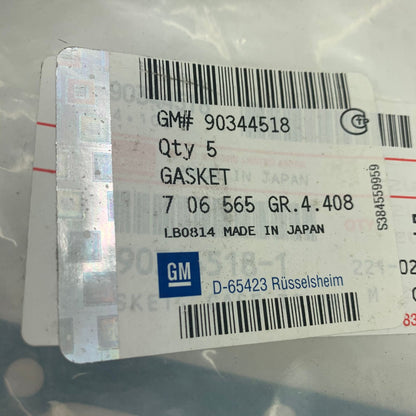 GM# 90344518
Qty 5
GASKET
7 06 565 GR.4.408
LB0814 MADE IN JAPAN
GM
D-65423 Rüsselsheim
S384559959